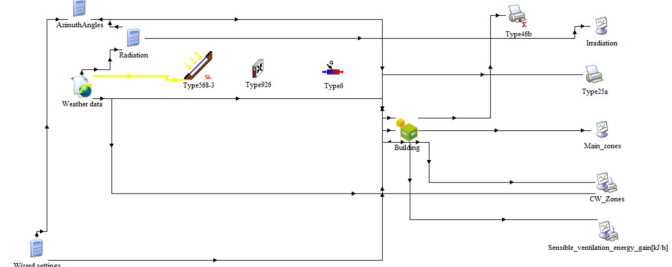 AzimuthAngles
Type46b
Irradiation
Radiation
Weather data
Type568-3
Type926
Type6
Type25a
Building
Main_zones
CW_Zones
Sensible_ventilation_energy_gain[kJ/h]
Wizard settings